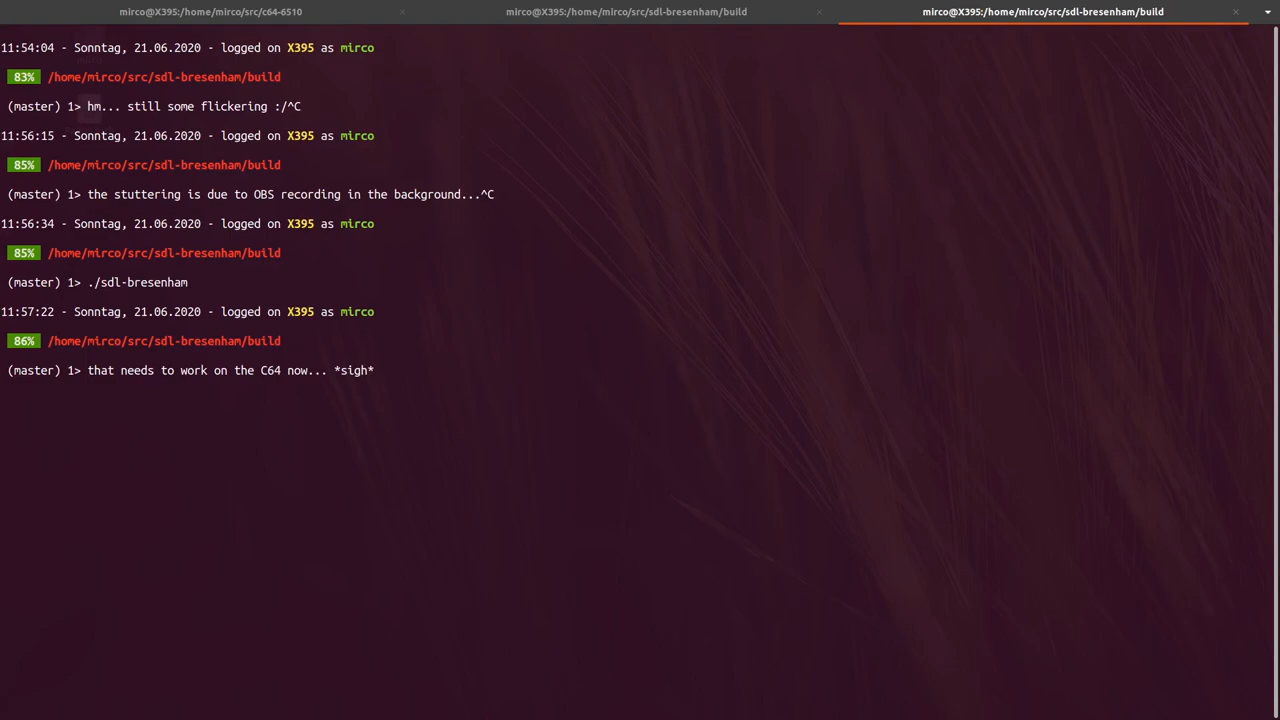 mirco@X395:/home/mirco/src/c64-6510 × mirco@X395:/home/mirco/src/sdl-bresenham/build × mirco@X395:/home/mirco/src/sdl-bresenham/build ×
11:54:04 - Sonntag, 21.06.2020 - logged on X395 as mirco
83% /home/mirco/src/sdl-bresenham/build
(master) 1> hm... still some flickering :/^C
11:56:15 - Sonntag, 21.06.2020 - logged on X395 as mirco
85% /home/mirco/src/sdl-bresenham/build
(master) 1> the stuttering is due to OBS recording in the background...^C
11:56:34 - Sonntag, 21.06.2020 - logged on X395 as mirco
85% /home/mirco/src/sdl-bresenham/build
(master) 1> ./sdl-bresenham
11:57:22 - Sonntag, 21.06.2020 - logged on X395 as mirco
86% /home/mirco/src/sdl-bresenham/build
(master) 1> that needs to work on the C64 now... *sigh*